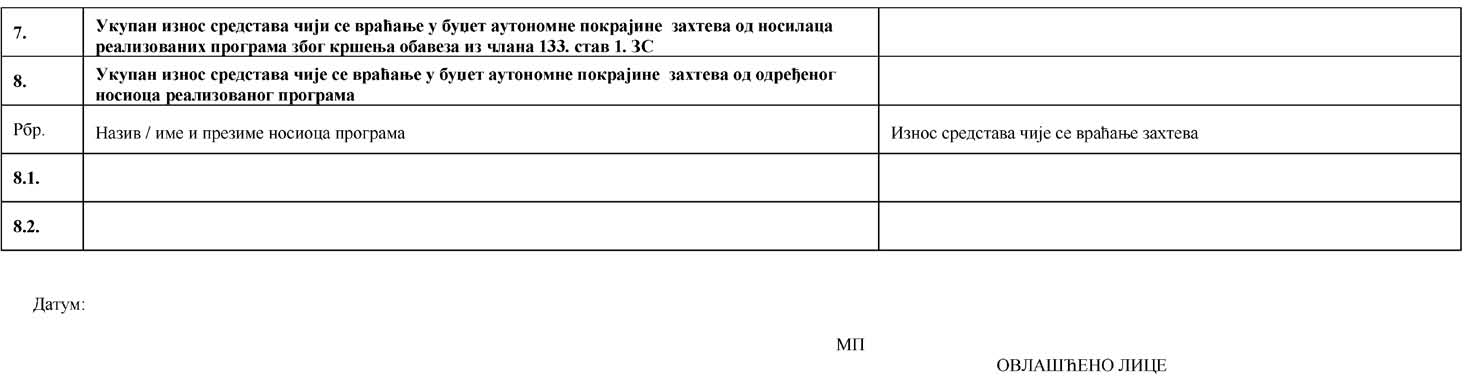 7.
Укупан износ средстава чији се враћање у буџет аутономне покрајине захтева од носилаца
реализованих програма због кршења обавеза из члана 133. став 1. ЗС
8.
Укупан износ средстава чије се враћање у буџет аутономне покрајине захтева од одређеног
носиоца реализованог програма
Рбр.
Назив / име и презиме носиоца програма
Износ средстава чије се враћање захтева
8.1.
8.2.
Датум:
МП
ОВЛАШЋЕНО ЛИЦЕ